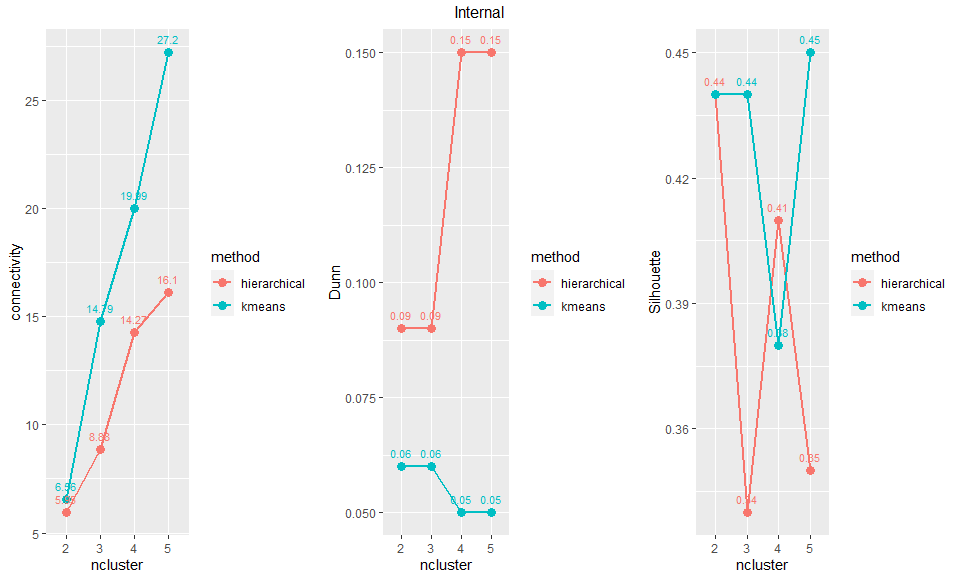 Internal
connectivity
25
20
15
10
5
27.2
19.99
14.79
6.56
16.1
14.27
8.88
2 3 4 5
ncluster
method
hierarchical
kmeans
Dunn
0.150
0.125
0.100
0.075
0.050
0.15 0.15
0.09 0.09
0.06 0.06
0.05 0.05
2 3 4 5
ncluster
method
hierarchical
kmeans
Silhouette
0.45
0.42
0.39
0.36
0.45
0.44 0.44
0.41
0.38
0.35
0.34
2 3 4 5
ncluster
method
hierarchical
kmeans